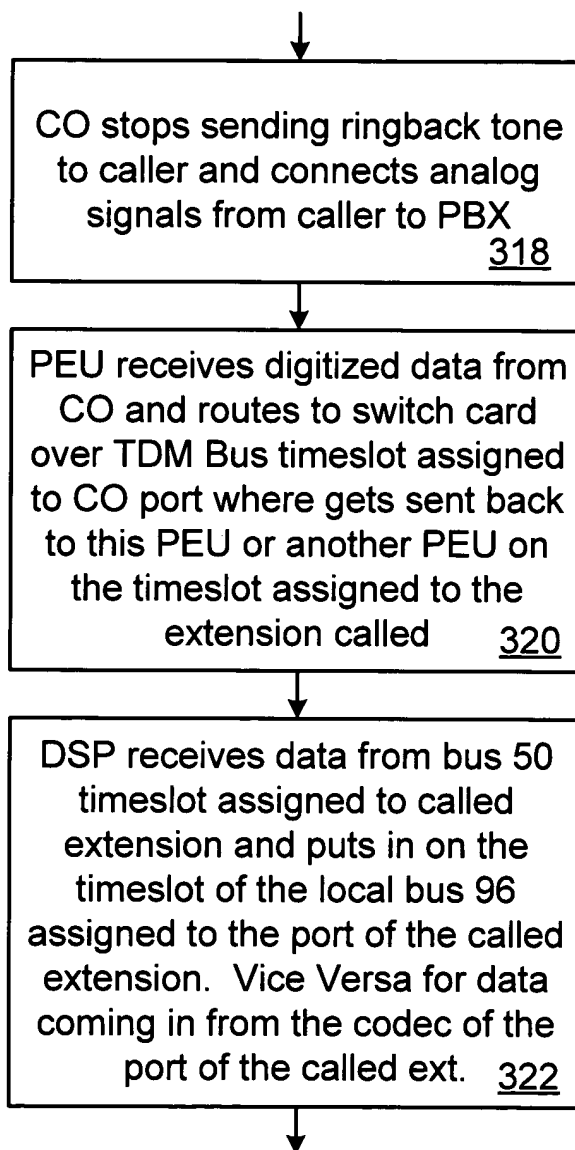 CO stops sending ringback tone
to caller and connects analog
signals from caller to PBX
318
PEU receives digitized data from
CO and routes to switch card
over TDM Bus timeslot assigned
to CO port where gets sent back
to this PEU or another PEU on
the timeslot assigned to the
extension called 320
DSP receives data from bus 50
timeslot assigned to called
extension and puts in on the
timeslot of the local bus 96
assigned to the port of the called
extension. Vice Versa for data
coming in from the codec of the
port of the called ext. 322